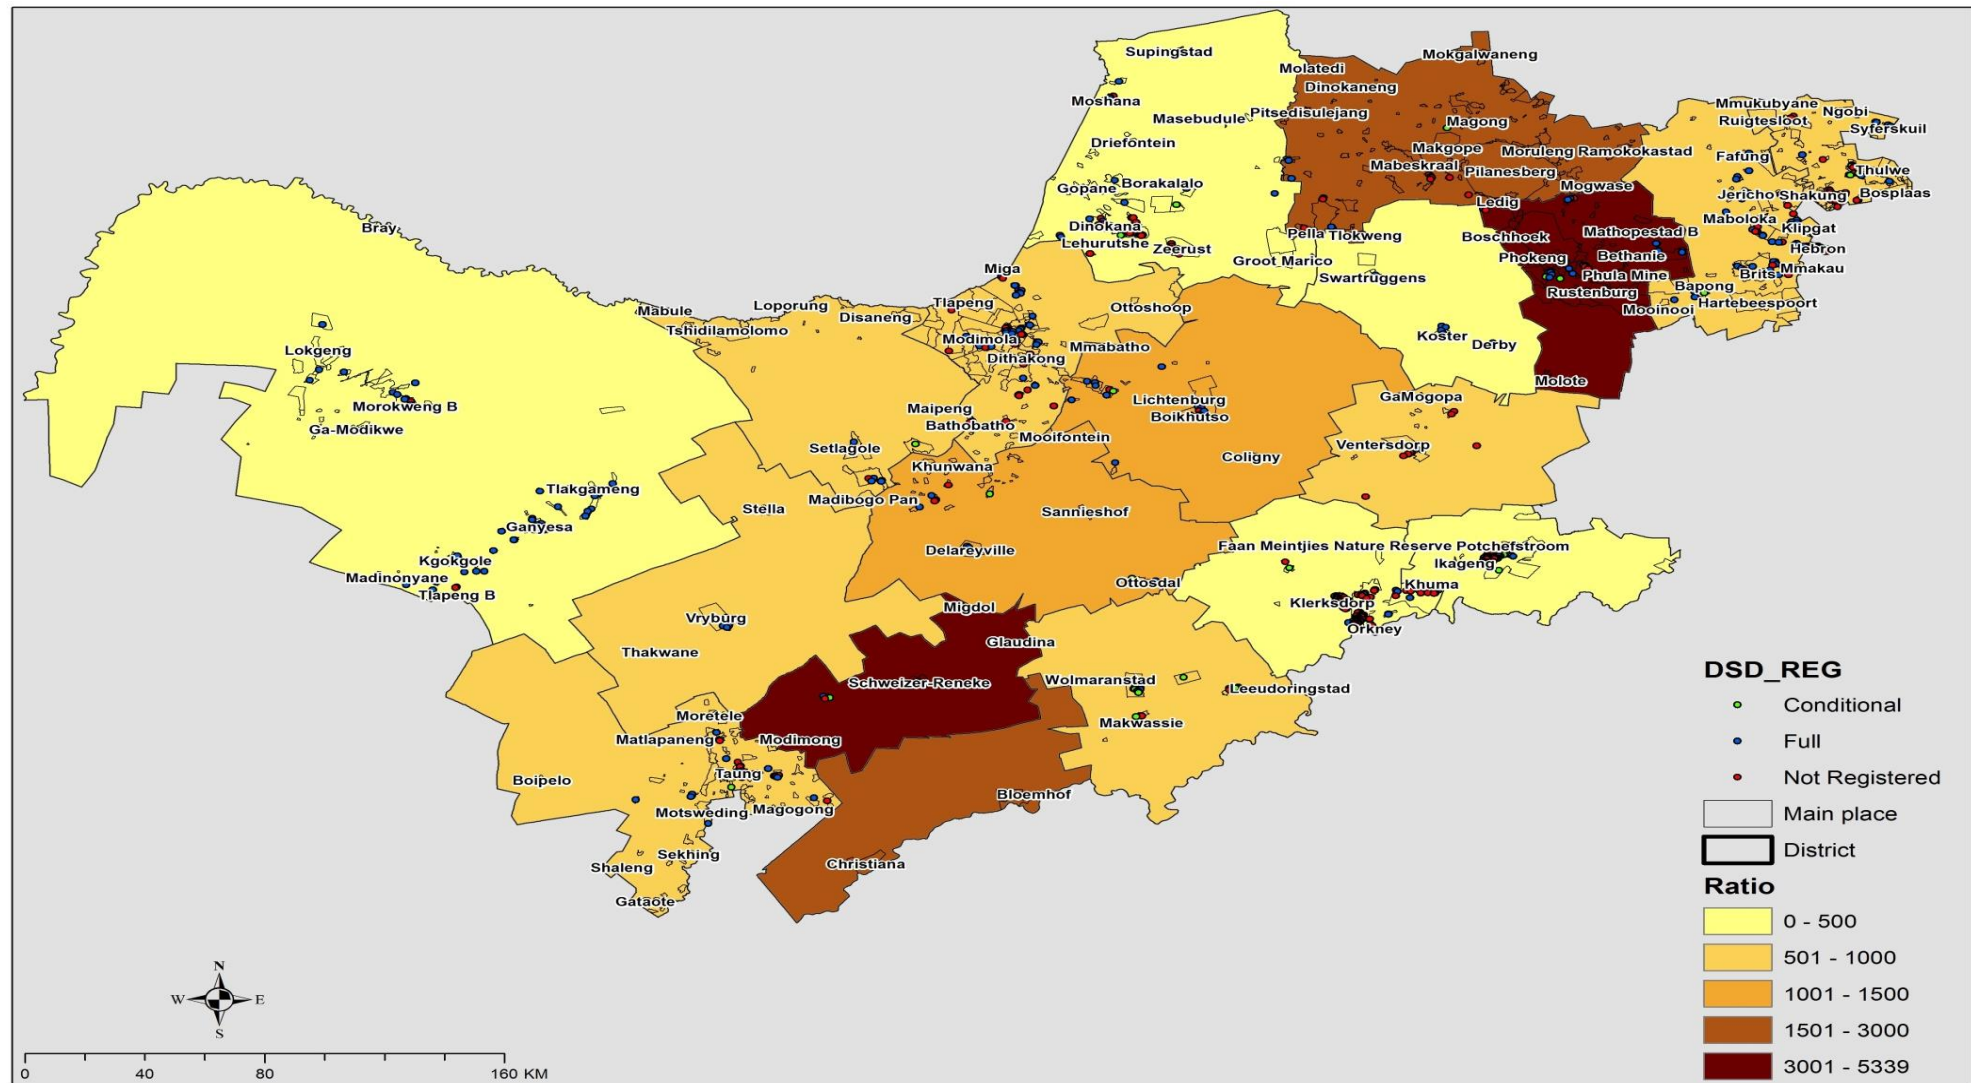 Supingstad
Mokgalwaneng
Molatedi
Dinokaneng
Moshana
Pitsedisulejang
Masebudule
Magong
Mmukubyane
Ngobi
Ruigtesloot
Syferskuil
Driefontein
Makgope
Moruleng
Ramokokastad
Fafung
Mabeskraal
Pilanesberg
Thulwe
Gopane
Borakalalo
Mogwase
Jericho
Shakung
Bosplaas
Ledig
Bray
Dinokana
Maboloka
Klipgat
Lehurutshe
Zeerust
Pella
Tlokweng
Boschhoek
Mathopestad B
Hebron
Groot Marico
Phokeng
Bethanie
Miga
Swartruggens
Phula Mine
Brits
Mmakau
Rustenburg
Bapong
Hartebeespoort
Mabule
Loporung
Tlapeng
Ottoshoop
Mooinooi
Tshidilamolomo
Disaneng
Modimola
Mmabatho
Koster
Derby
Lokgeng
Dithakong
Molote
Morokweng B
Maipeng
Lichtenburg
GaMogopa
Ga-Modikwe
Bathobatho
Boikhutso
Setlagole
Mooifontein
Ventersdorp
Khunwana
Coligny
Tlakgameng
Madibogo Pan
Stella
Sannieshof
Ganyesa
Delareyville
Faan Meintjies Nature Reserve
Potchefstroom
Kgokgole
Ikageng
Madinonyane
Ottosdal
Khuma
Tlapeng B
Klerksdorp
Migdol
Vryburg
Orkney
Glaudina
Thakwane
Schweizer-Reneke
Wolmaranstad
Leeudoringstad
Moretele
Makwassie
Matlapaneng
Modimong
Taung
Boipelo
Bloemhof
Motsweding
Magogong
Sekhing
Christiana
Shaleng
Gataote
DSD_REG
Conditional
Full
Not Registered
Main place
District
Ratio
0 - 500
501 - 1000
1001 - 1500
1501 - 3000
3001 - 5339
N
W
E
S
0
40
80
160 KM